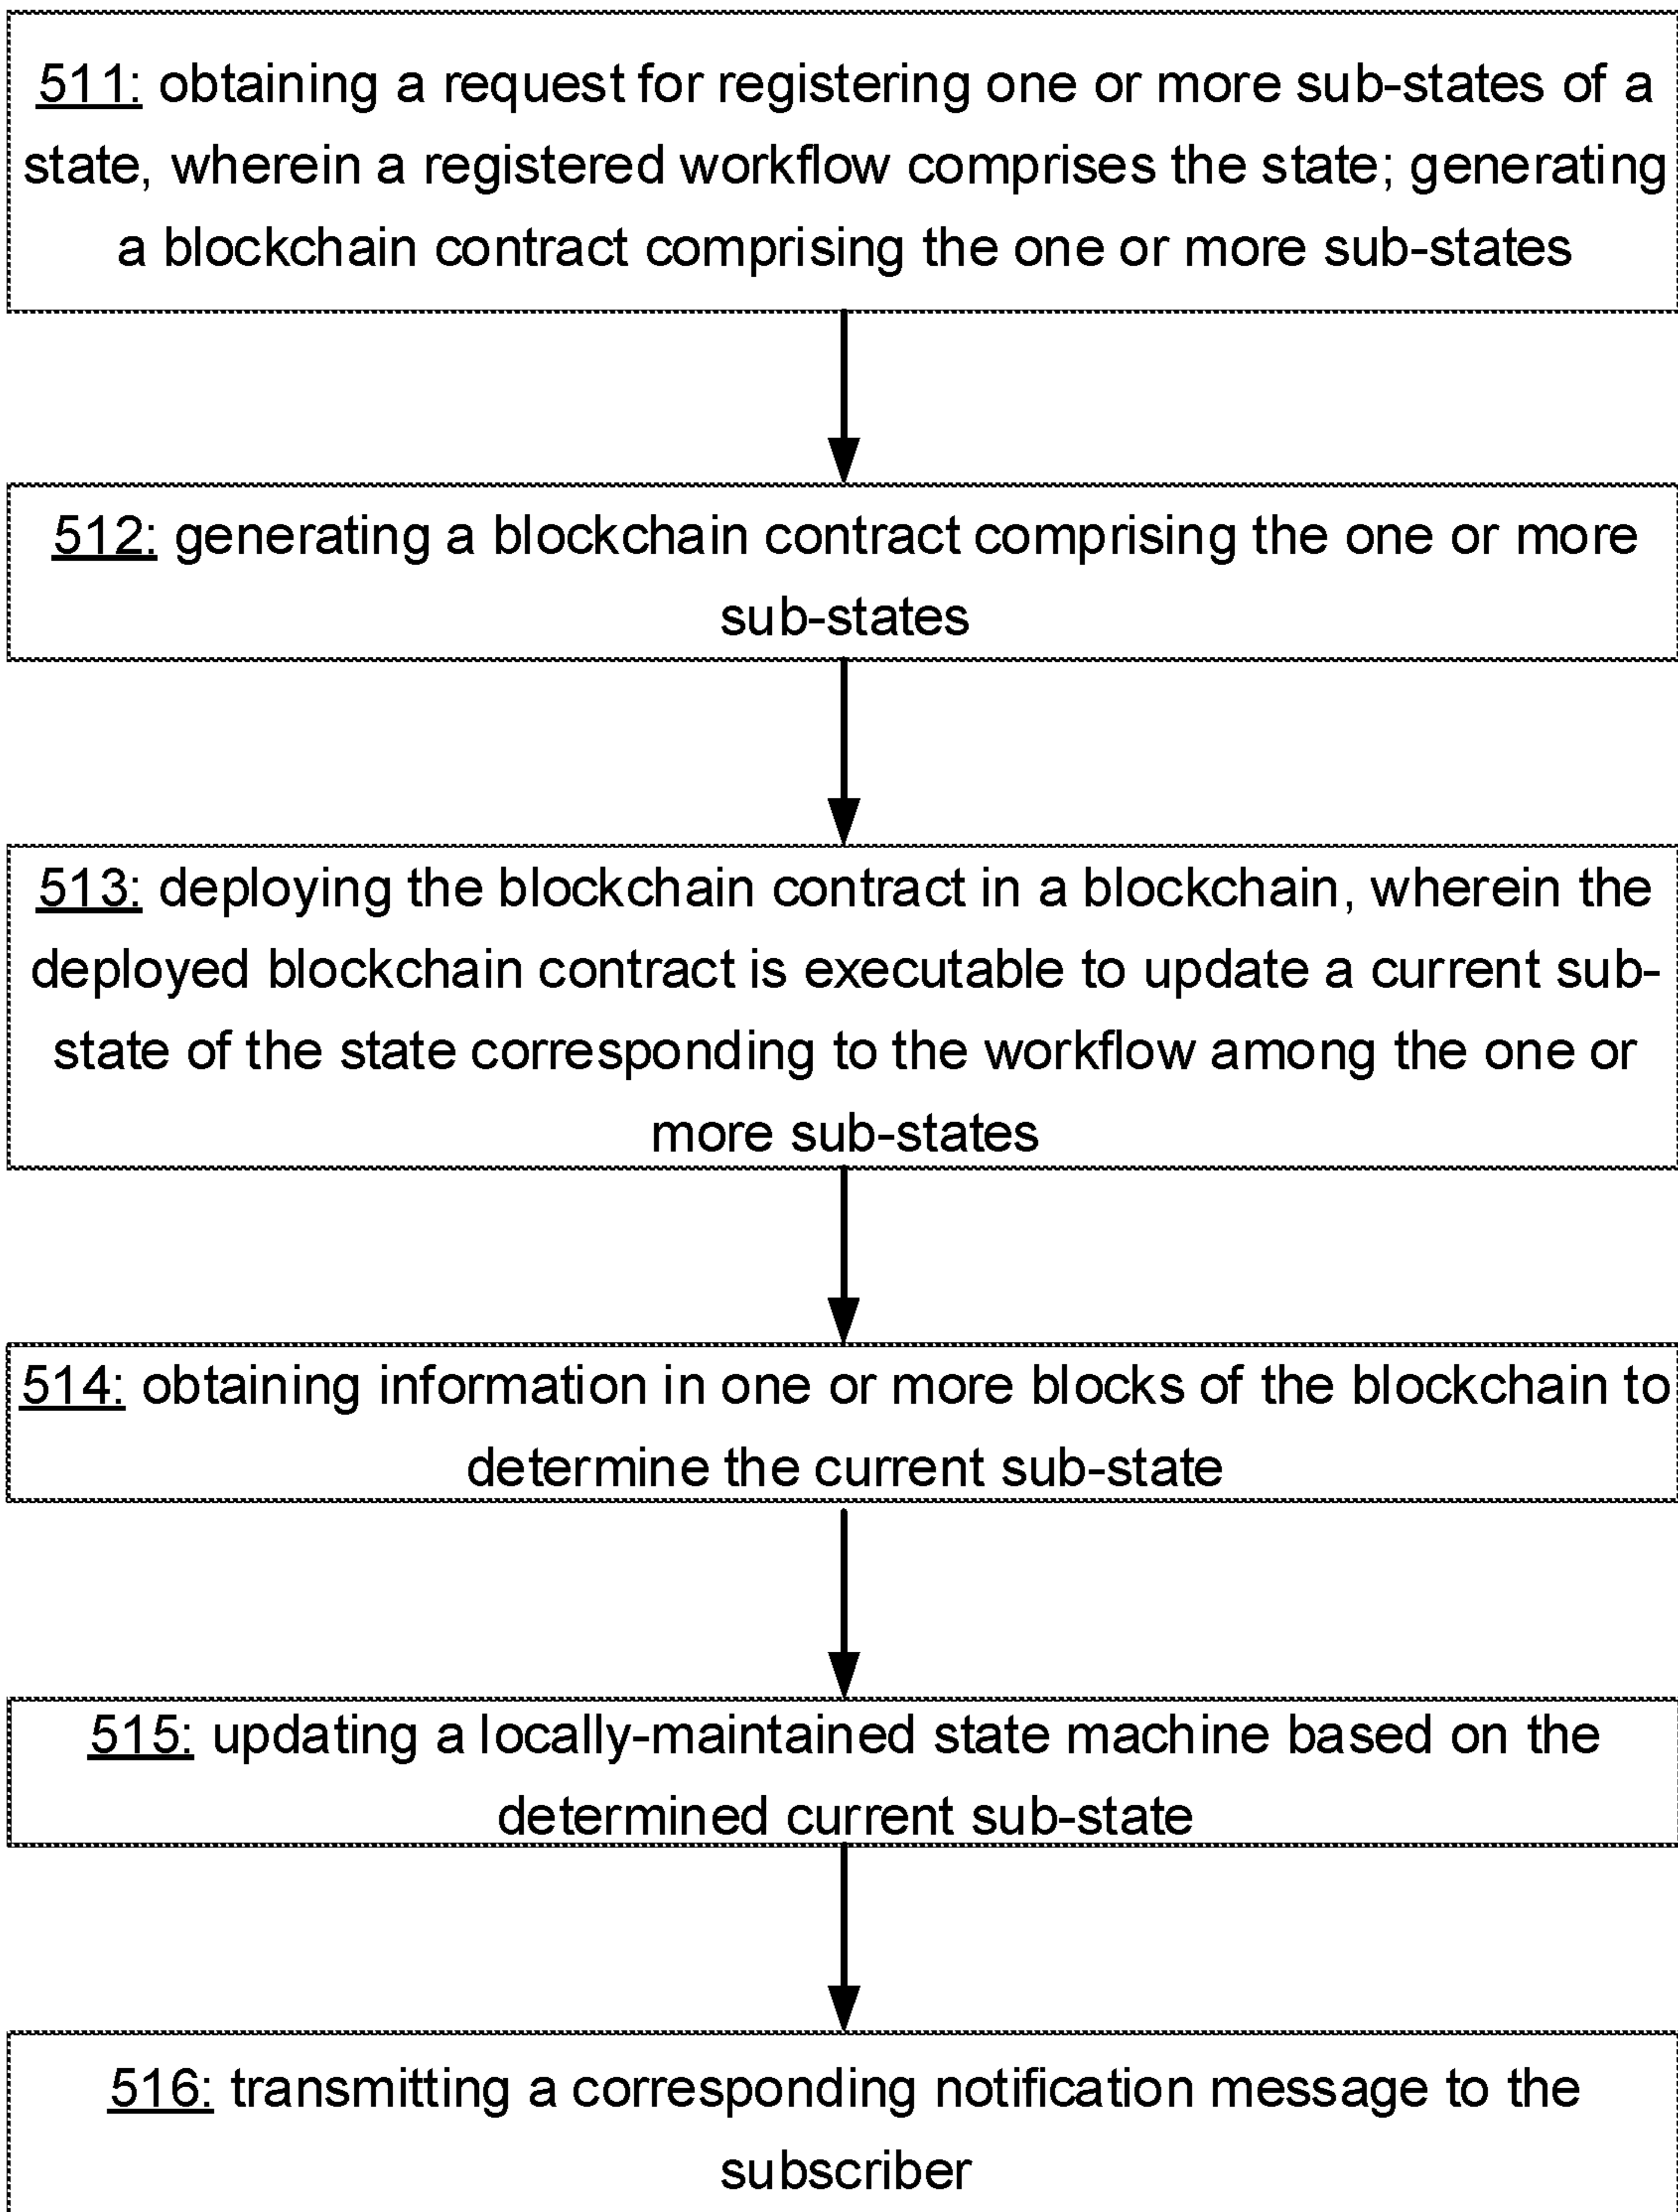 511: obtaining a request for registering one or more sub-states of a
state, wherein a registered workflow comprises the state; generating
a blockchain contract comprising the one or more sub-states
512: generating a blockchain contract comprising the one or more
sub-states
513: deploying the blockchain contract in a blockchain, wherein the
deployed blockchain contract is executable to update a current sub-
state of the state corresponding to the workflow among the one or
more sub-states
514: obtaining information in one or more blocks of the blockchain to
determine the current sub-state
515: updating a locally-maintained state machine based on the
determined current sub-state
516: transmitting a corresponding notification message to the
subscriber